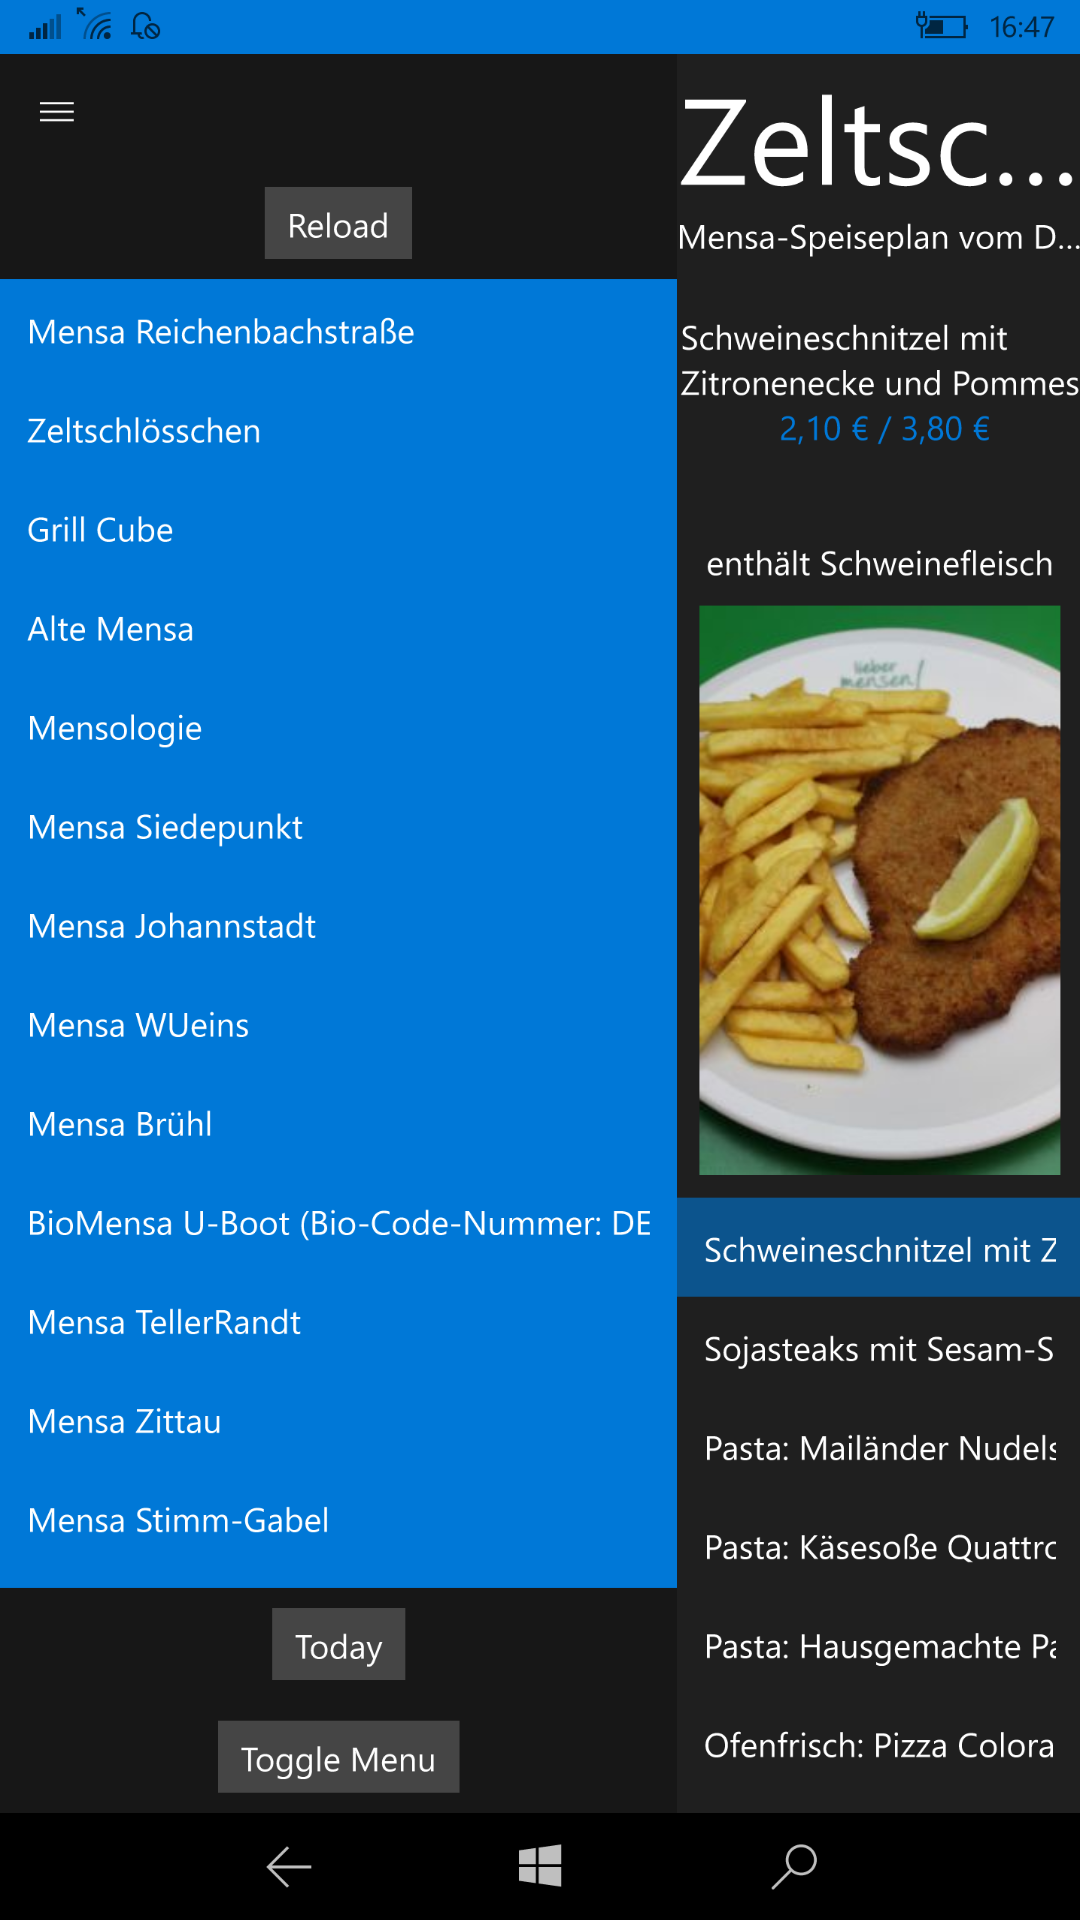 16:47
Reload
Mensa Reichenbachstraße
Zeltschlösschen
Grill Cube
Alte Mensa
Mensologie
Mensa Siedepunkt
Mensa Johannstadt
Mensa WUeins
Mensa Brühl
BioMensa U-Boot (Bio-Code-Nummer: DE
Mensa TellerRandt
Mensa Zittau
Mensa Stimm-Gabel
Today
Toggle Menu
Zeltsc...
Mensa-Speiseplan vom D...
Schweineschnitzel mit
Zitronenecke und Pommes
2,10 € / 3,80 €
enthält Schweinefleisch
lieber
mensen!
Schweineschnitzel mit Z
Sojasteaks mit Sesam-S
Pasta: Mailänder Nudels
Pasta: Käsesoße Quattro
Pasta: Hausgemachte Pa
Ofenfrisch: Pizza Colora